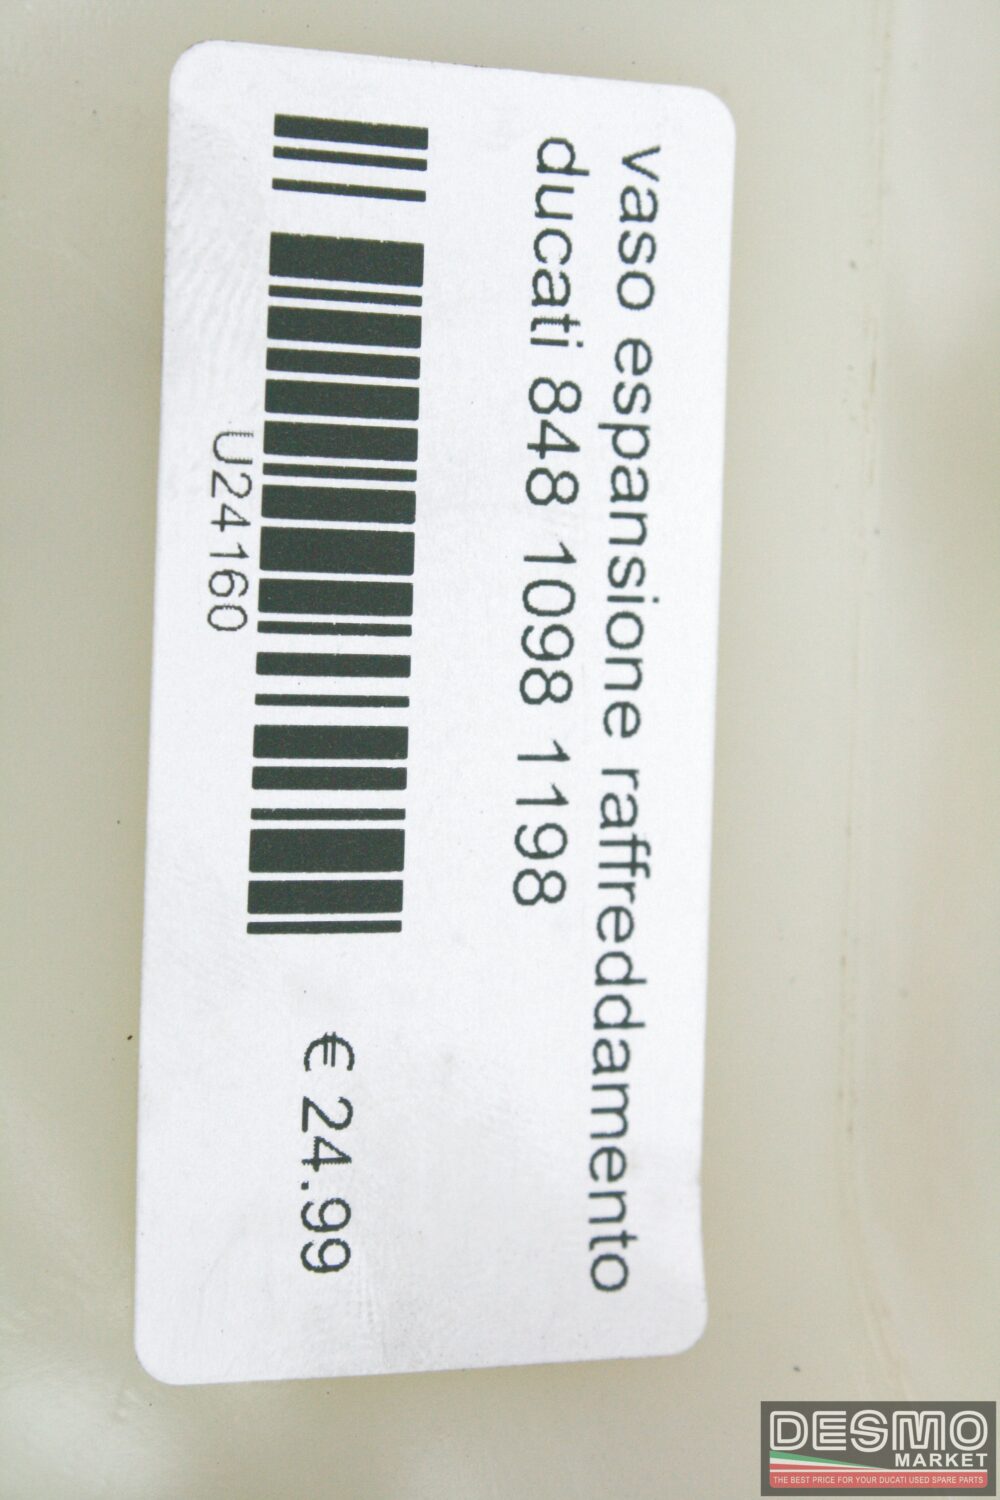 vaso espansione raffreddamento
ducati 848 1098 1198
U24160
€ 24.99
DESMO
MARKET
THE BEST PRICE FOR YOUR DUCATI USED SPARE PARTS